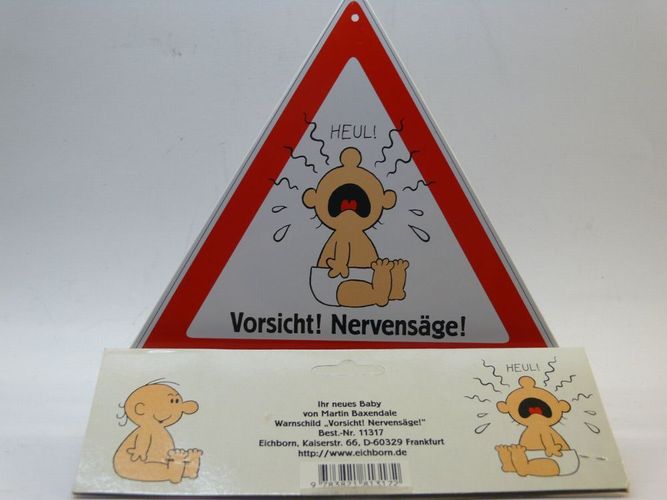 HEUL!
Vorsicht! Nervensäge!
HEUL!
Ihr neues Baby
von Martin Baxendale
Warnschild „Vorsicht! Nervensäge!"
Best.-Nr. 11317
Eichborn, Kaiserstr. 66, D-60329 Frankfurt
http://www.eichborn.de